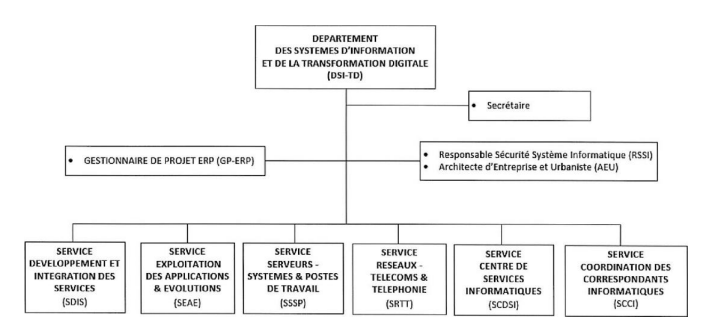 DEPARTEMENT
DES SYSTEMES D'INFORMATION
ET DE LA TRANSFORMATION DIGITALE
(DSI-TD)
• Secrétaire
• GESTIONNAIRE DE PROJET ERP (GP-ERP)
• Responsable Sécurité Système Informatique (RSSI)
• Architecte d'Entreprise et Urbaniste (AEU)
SERVICE
DEVELOPPEMENT ET
INTEGRATION DES
SERVICES
(SDIS)
SERVICE
EXPLOITATION
DES APPLICATIONS
& EVOLUTIONS
(SEAE)
SERVICE
SERVEURS -
SYSTEMES & POSTES
DE TRAVAIL
(SSSP)
SERVICE
RESEAUX -
TELECOMS &
TELEPHONIE
(SRTT)
SERVICE
CENTRE DE
SERVICES
INFORMATIQUES
(SCDSI)
SERVICE
COORDINATION DES
CORRESPONDANTS
INFORMATIQUES
(SCCI)